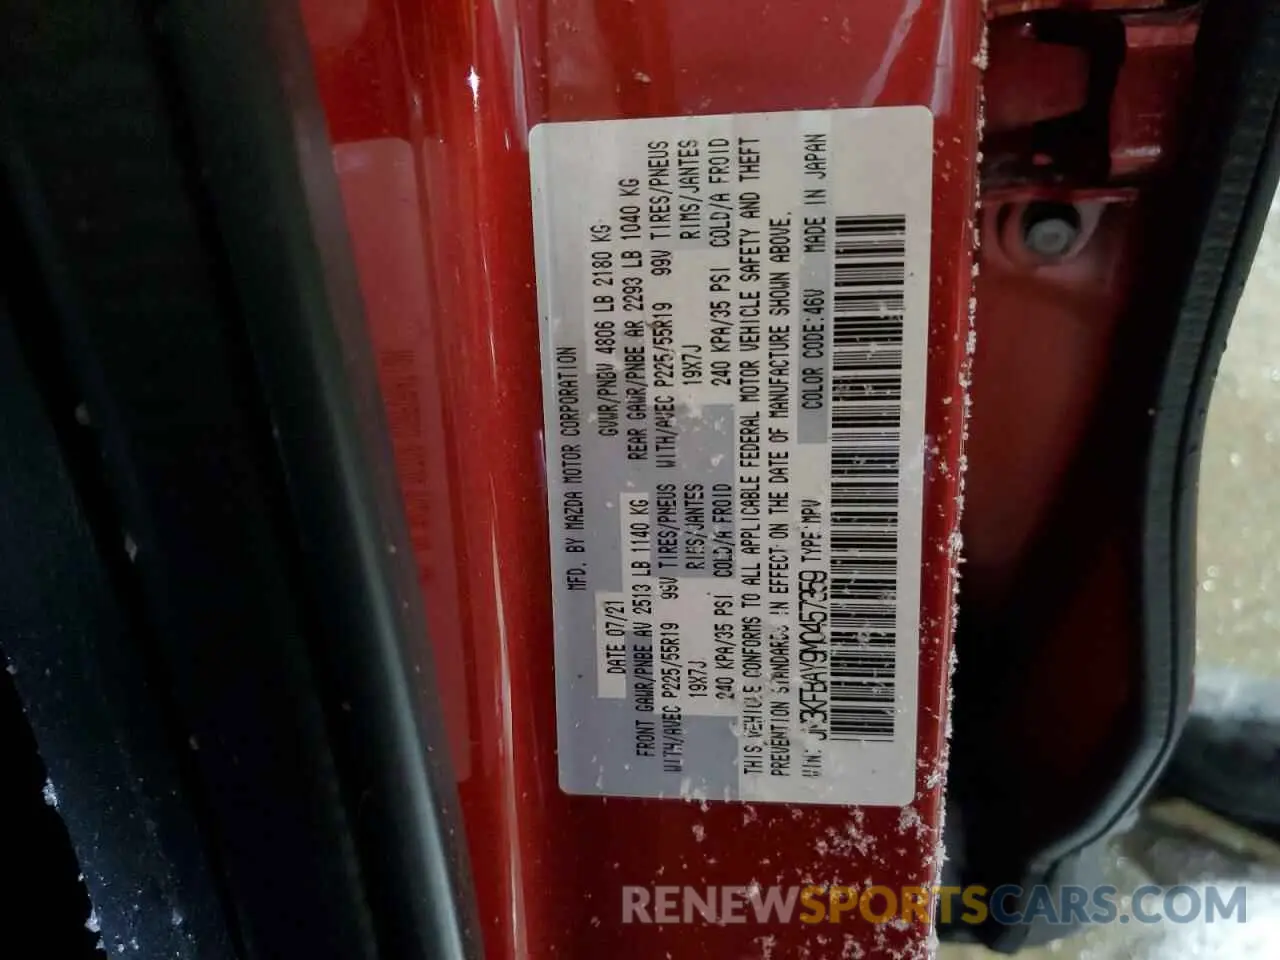 MFD. BY MAZDA MOTOR CORPORATION
DATE 07/21 GVWR/PNBV 4806 LB 2180 KG
FRONT GAWR/PNBE AV 2513 LB 1140 KG REAR GAWR/PNBE AR 2293 LB 1040 KG
WITH/AVEC P225/55R19 99V TIRES/PNEUS WITH/AVEC P225/55R19 99V TIRES/PNEUS
19X7J RIMS/JANTES 19X7J RIMS/JANTES
240 KPA/35 PSI COLD/A FROID 240 KPA/35 PSI COLD/A FROID
THIS VEHICLE CONFORMS TO ALL APPLICABLE FEDERAL MOTOR VEHICLE SAFETY AND THEFT
PREVENTION STANDARDS IN EFFECT ON THE DATE OF MANUFACTURE SHOWN ABOVE.
VIN: JM3KFBAY9M0457359 TYPE:MPV COLOR CODE:46V MADE IN JAPAN
RENEWSPORTSCARS.COM